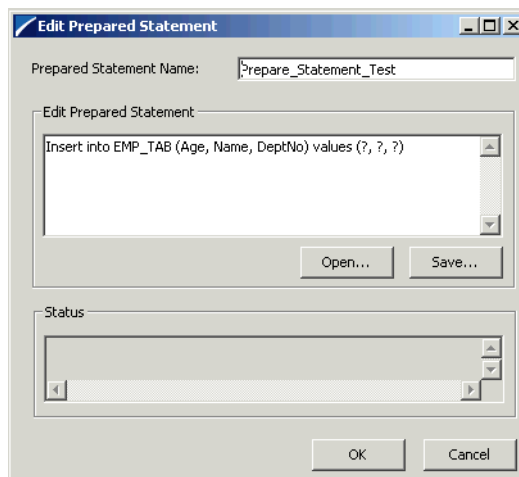 Edit Prepared Statement
Prepared Statement Name: Prepare_Statement_Test
Edit Prepared Statement
Insert into EMP_TAB (Age, Name, DeptNo) values (?, ?, ?)
Open... Save...
Status
OK Cancel